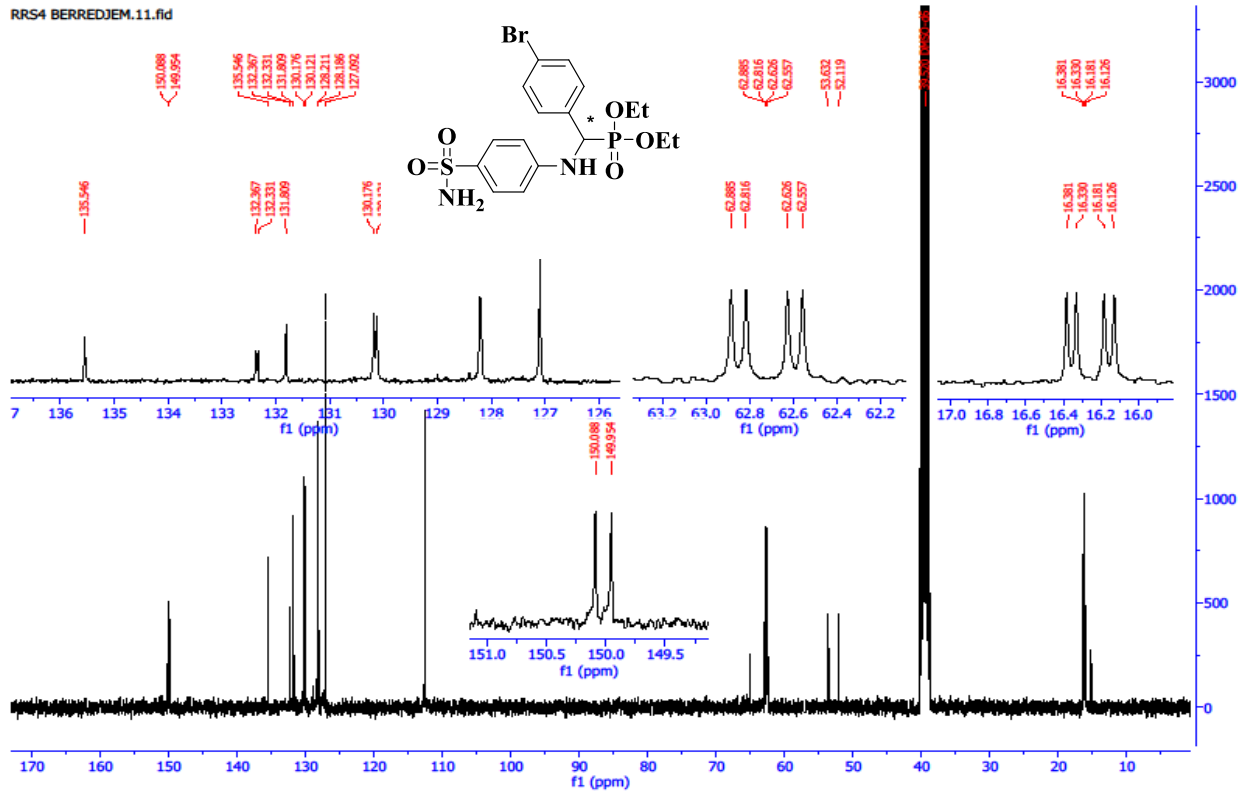 RRS4 BERREDJEM.11.fid
150.088
149.954
135.546
132.367
132.331
131.809
130.176
130.121
128.211
128.186
127.092
62.885
62.816
62.626
62.557
53.632
52.119
16.381
16.330
16.181
16.126
Br
*
OEt
P
OEt
O
NH
O
O=S
NH2
3000
2500
2000
1500
1000
500
0
135.546
132.367
132.331
131.809
130.176
7 136 135 134 133 132 131 130 129 128 127 126
f1 (ppm)
62.885
62.816
62.626
62.557
63.2 63.0 62.8 62.6 62.4 62.2
f1 (ppm)
16.381
16.330
16.181
16.126
17.0 16.8 16.6 16.4 16.2 16.0
f1 (ppm)
150.088
149.954
151.0 150.5 150.0 149.5
f1 (ppm)
170 160 150 140 130 120 110 100 90 80 70 60 50 40 30 20 10
f1 (ppm)